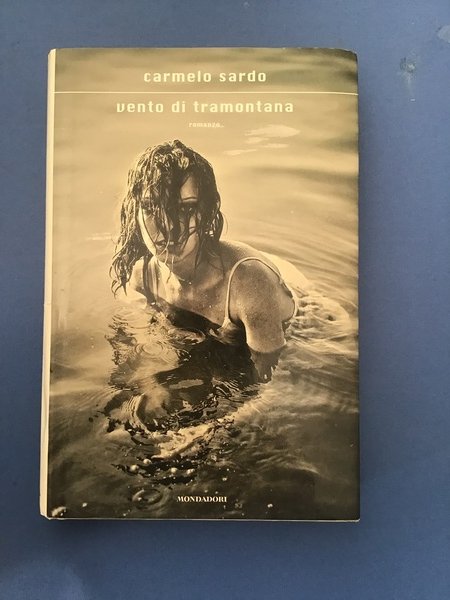 carmelo sardo
vento di tramontana
romanzo
MONDADORI